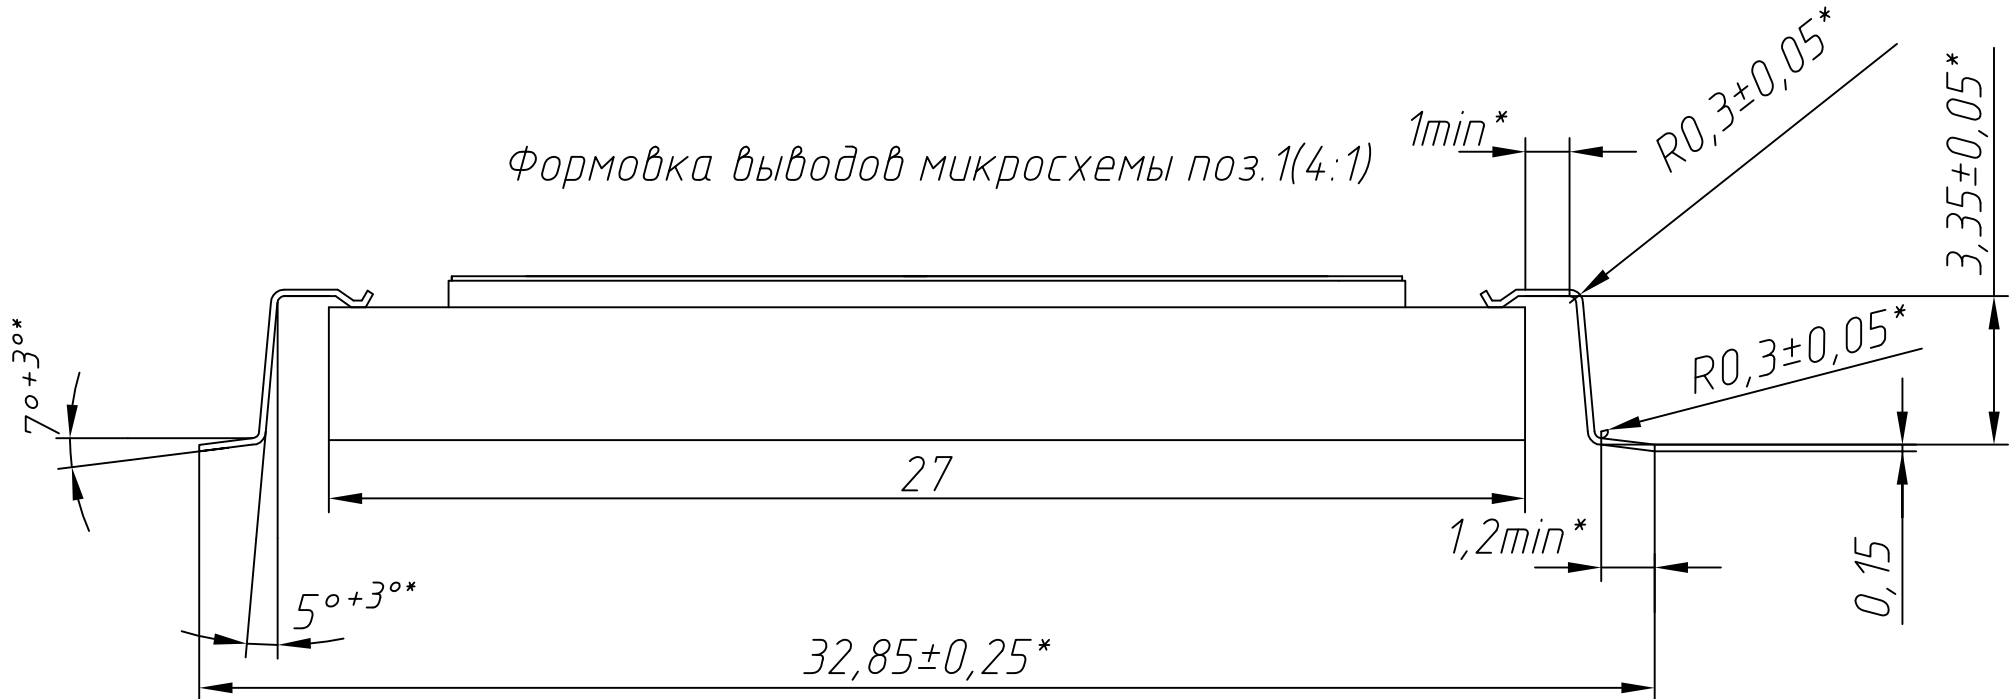 Формовка выводов микросхемы поз.1(4:1)
1min*
R0,3±0,05*
3,35±0,05*
R0,3±0,05*
7°+3°*
27
1,2min*
0,15
5°+3°*
32,85±0,25*